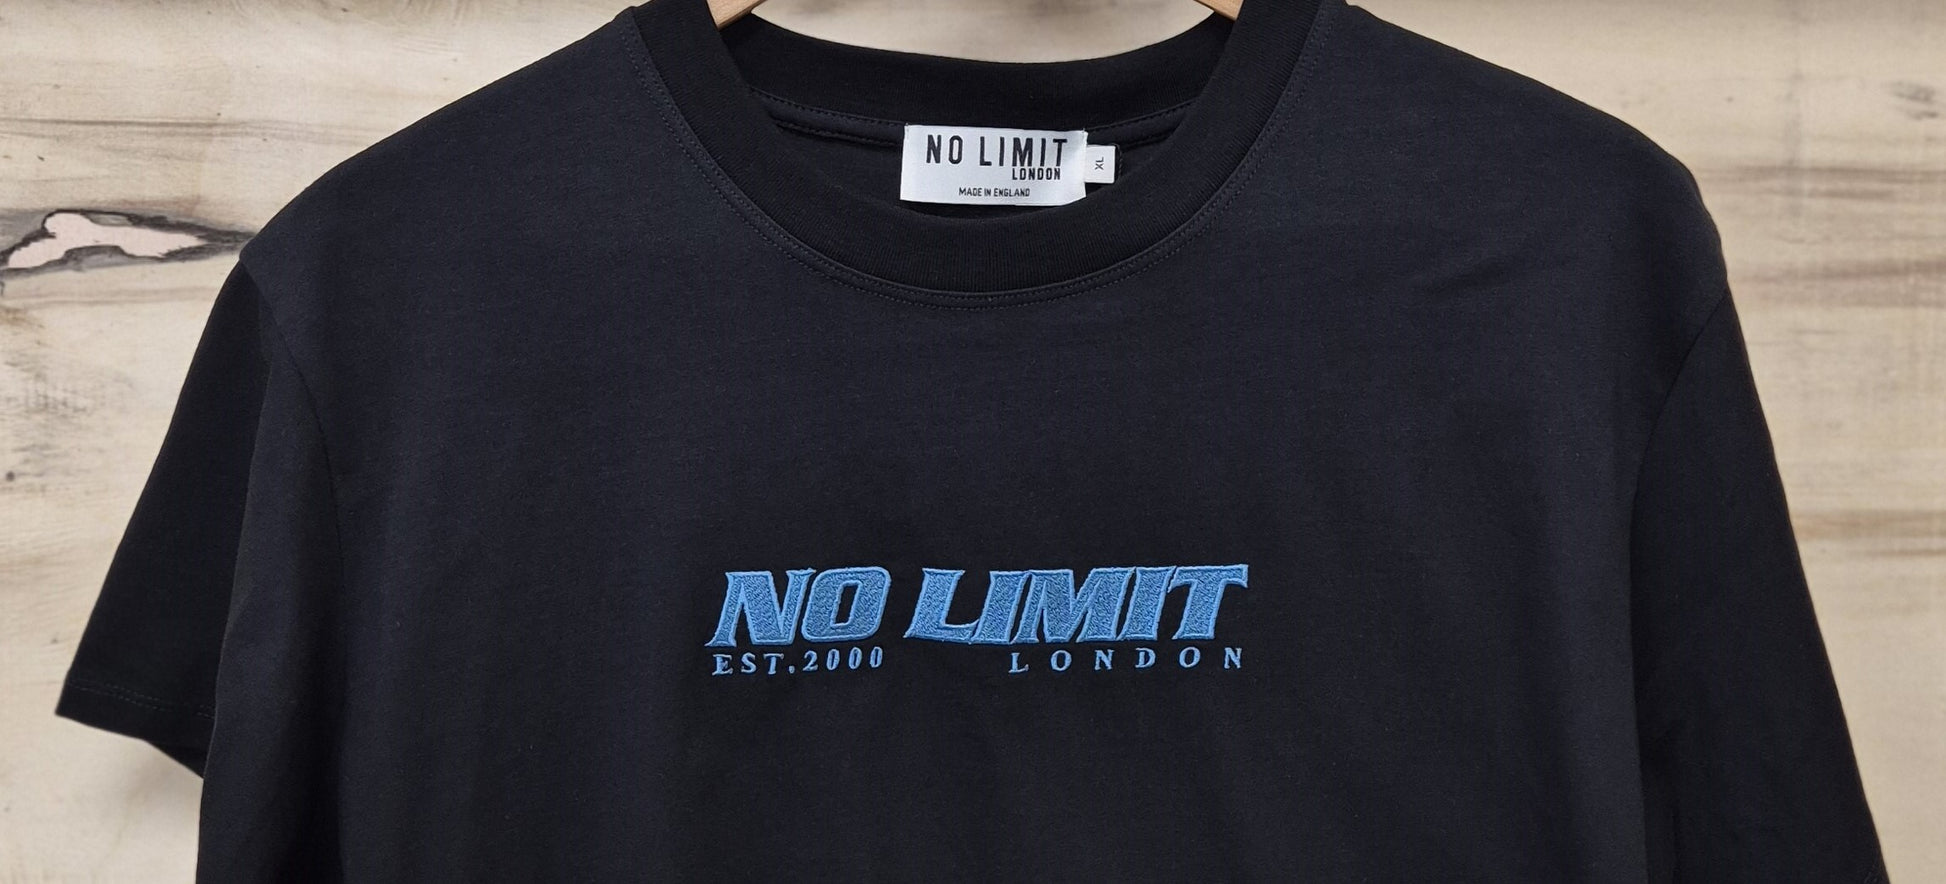 NO LIMIT
LONDON
XL
MADE IN ENGLAND
NO LIMIT
EST.2000 LONDON